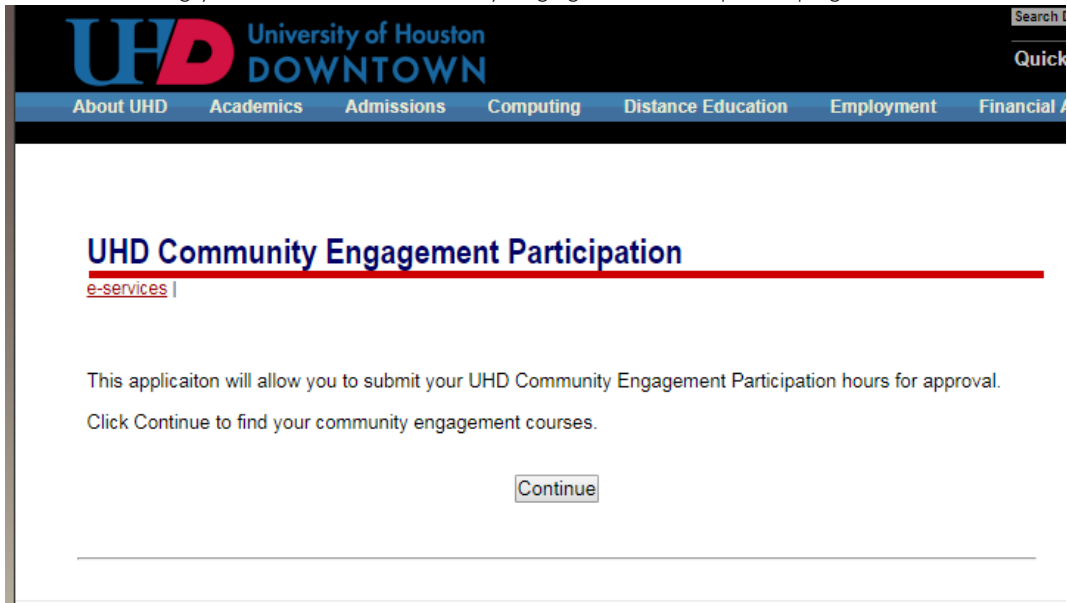 Search
UHD University of Houston
DOWNTOWN
Quick
About UHD Academics Admissions Computing Distance Education Employment Financial
UHD Community Engagement Participation
e-services |
This applicaiton will allow you to submit your UHD Community Engagement Participation hours for approval.
Click Continue to find your community engagement courses.
Continue